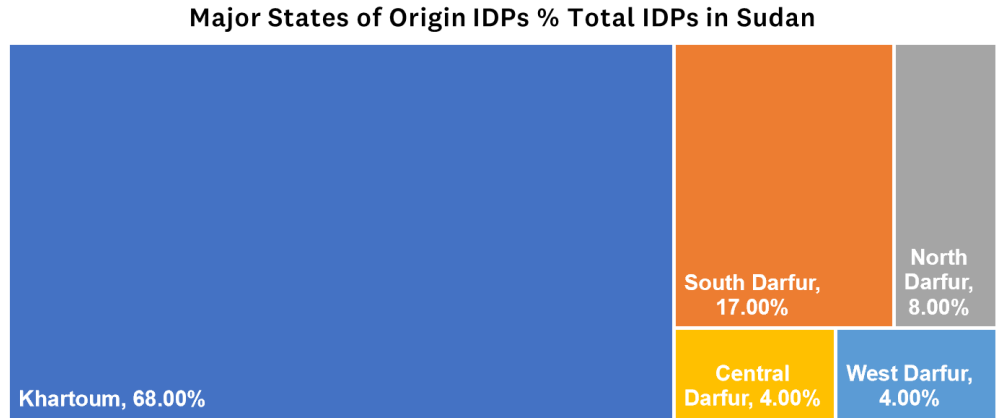 Major States of Origin IDPs % Total IDPs in Sudan
Khartoum, 68.00%
South Darfur,
17.00%
North
Darfur,
8.00%
Central
Darfur, 4.00%
West Darfur,
4.00%